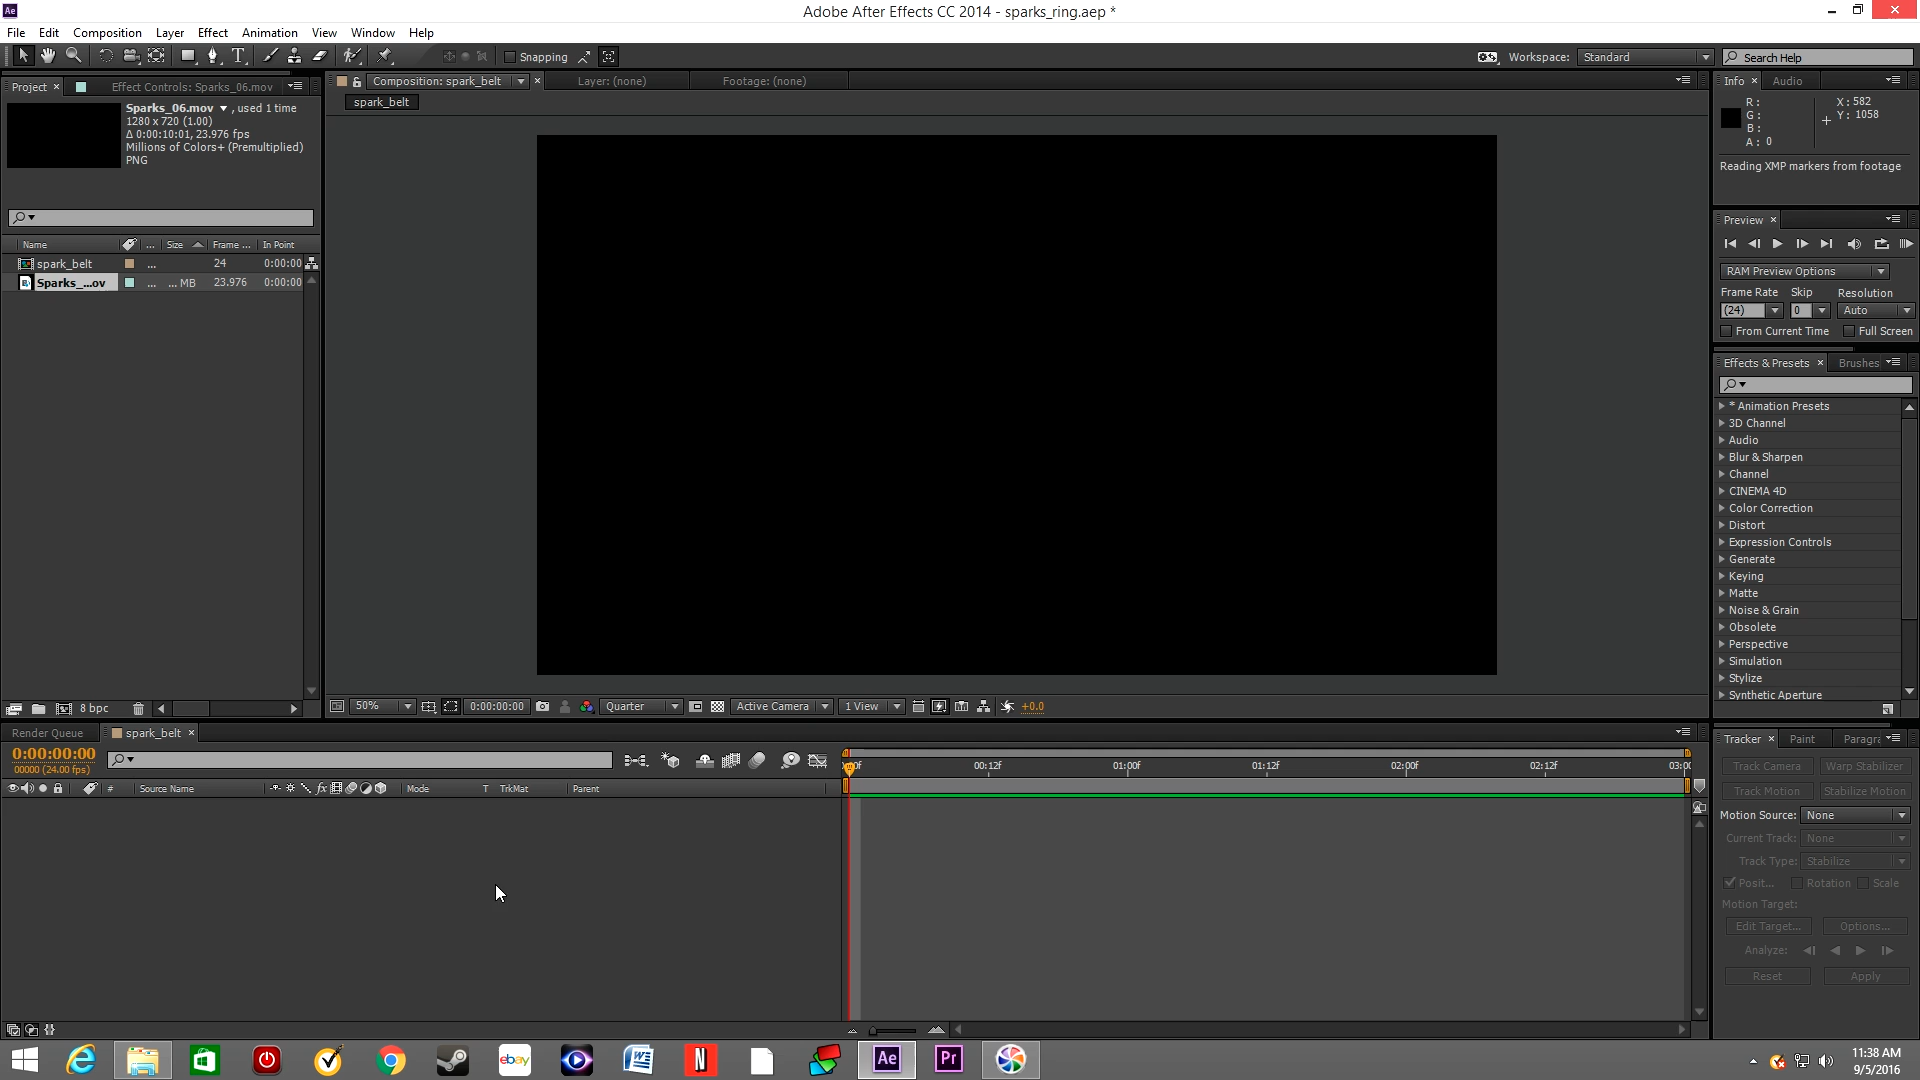 Adobe After Effects CC 2014 - sparks_ring.aep *
File Edit Composition Layer Effect Animation View Window Help
Snapping
Workspace: Standard
Search Help
Project
Effect Controls: Sparks_06.mov
Sparks_06.mov , used 1 time
1280 x 720 (1.00)
Δ 0:00:10:01, 23.976 fps
Millions of Colors+ (Premultiplied)
PNG
Name ... Size Frame ... In Point
spark_belt ... 24 0:00:00
Sparks_...ov ... ... MB 23.976 0:00:00
8 bpc
Composition: spark_belt
Layer: (none)
Footage: (none)
spark_belt
50% 0:00:00:00 Quarter Active Camera 1 View +0.0
Info Audio
R:
G:
B:
A: 0
X: 582
Y: 1058
Reading XMP markers from footage
Preview
RAM Preview Options
Frame Rate Skip Resolution
(24) 0 Auto
From Current Time Full Screen
Effects & Presets Brushes
* Animation Presets
3D Channel
Audio
Blur & Sharpen
Channel
CINEMA 4D
Color Correction
Distort
Expression Controls
Generate
Keying
Matte
Noise & Grain
Obsolete
Perspective
Simulation
Stylize
Synthetic Aperture
Render Queue spark_belt
0:00:00:00
00000 (24.00 fps)
# Source Name fx Mode T TrkMat Parent
00:12f 01:00f 01:12f 02:00f 02:12f 03:00
Tracker Paint Paragra
Track Camera Warp Stabilizer
Track Motion Stabilize Motion
Motion Source: None
Current Track: None
Track Type: Stabilize
Posit... Rotation Scale
Motion Target:
Edit Target... Options...
Analyze:
Reset Apply
ebay
W
N
Ae
Pr
11:38 AM
9/5/2016